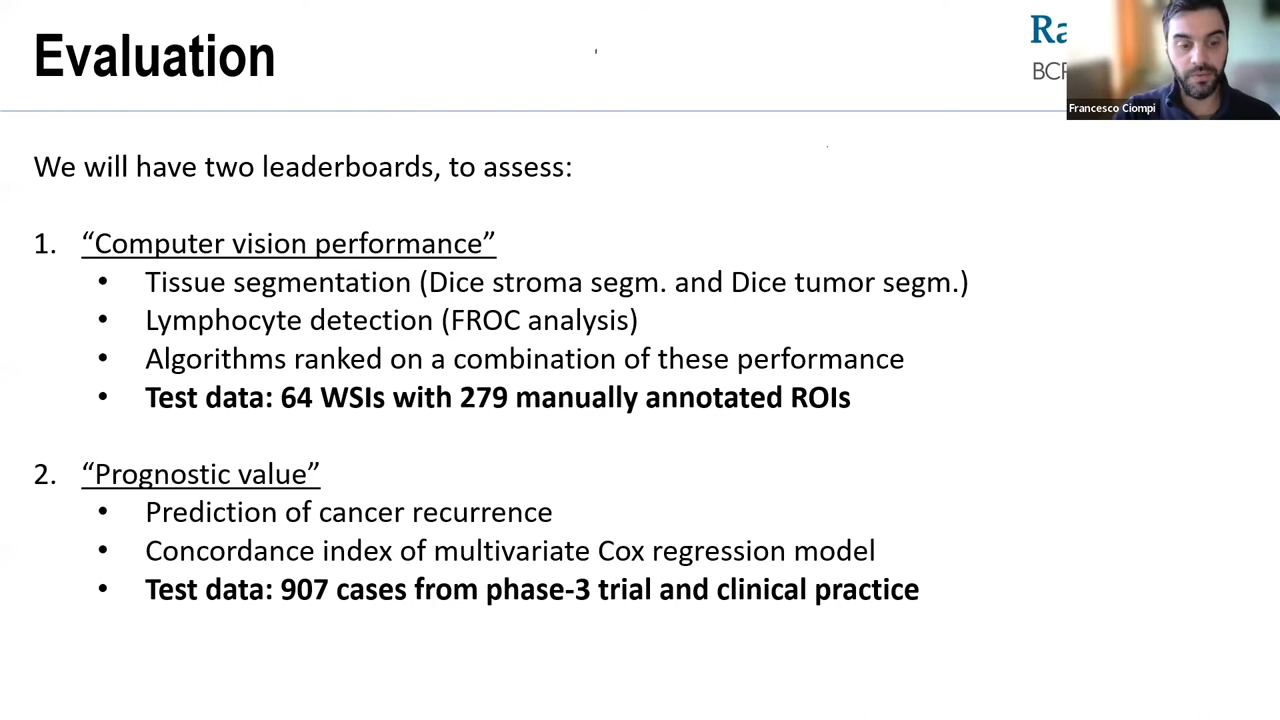 Evaluation
Ra
Francesco Ciompi
We will have two leaderboards, to assess:
1. “Computer vision performance”
• Tissue segmentation (Dice stroma segm. and Dice tumor segm.)
• Lymphocyte detection (FROC analysis)
• Algorithms ranked on a combination of these performance
• Test data: 64 WSIs with 279 manually annotated ROIs
2. “Prognostic value”
• Prediction of cancer recurrence
• Concordance index of multivariate Cox regression model
• Test data: 907 cases from phase-3 trial and clinical practice